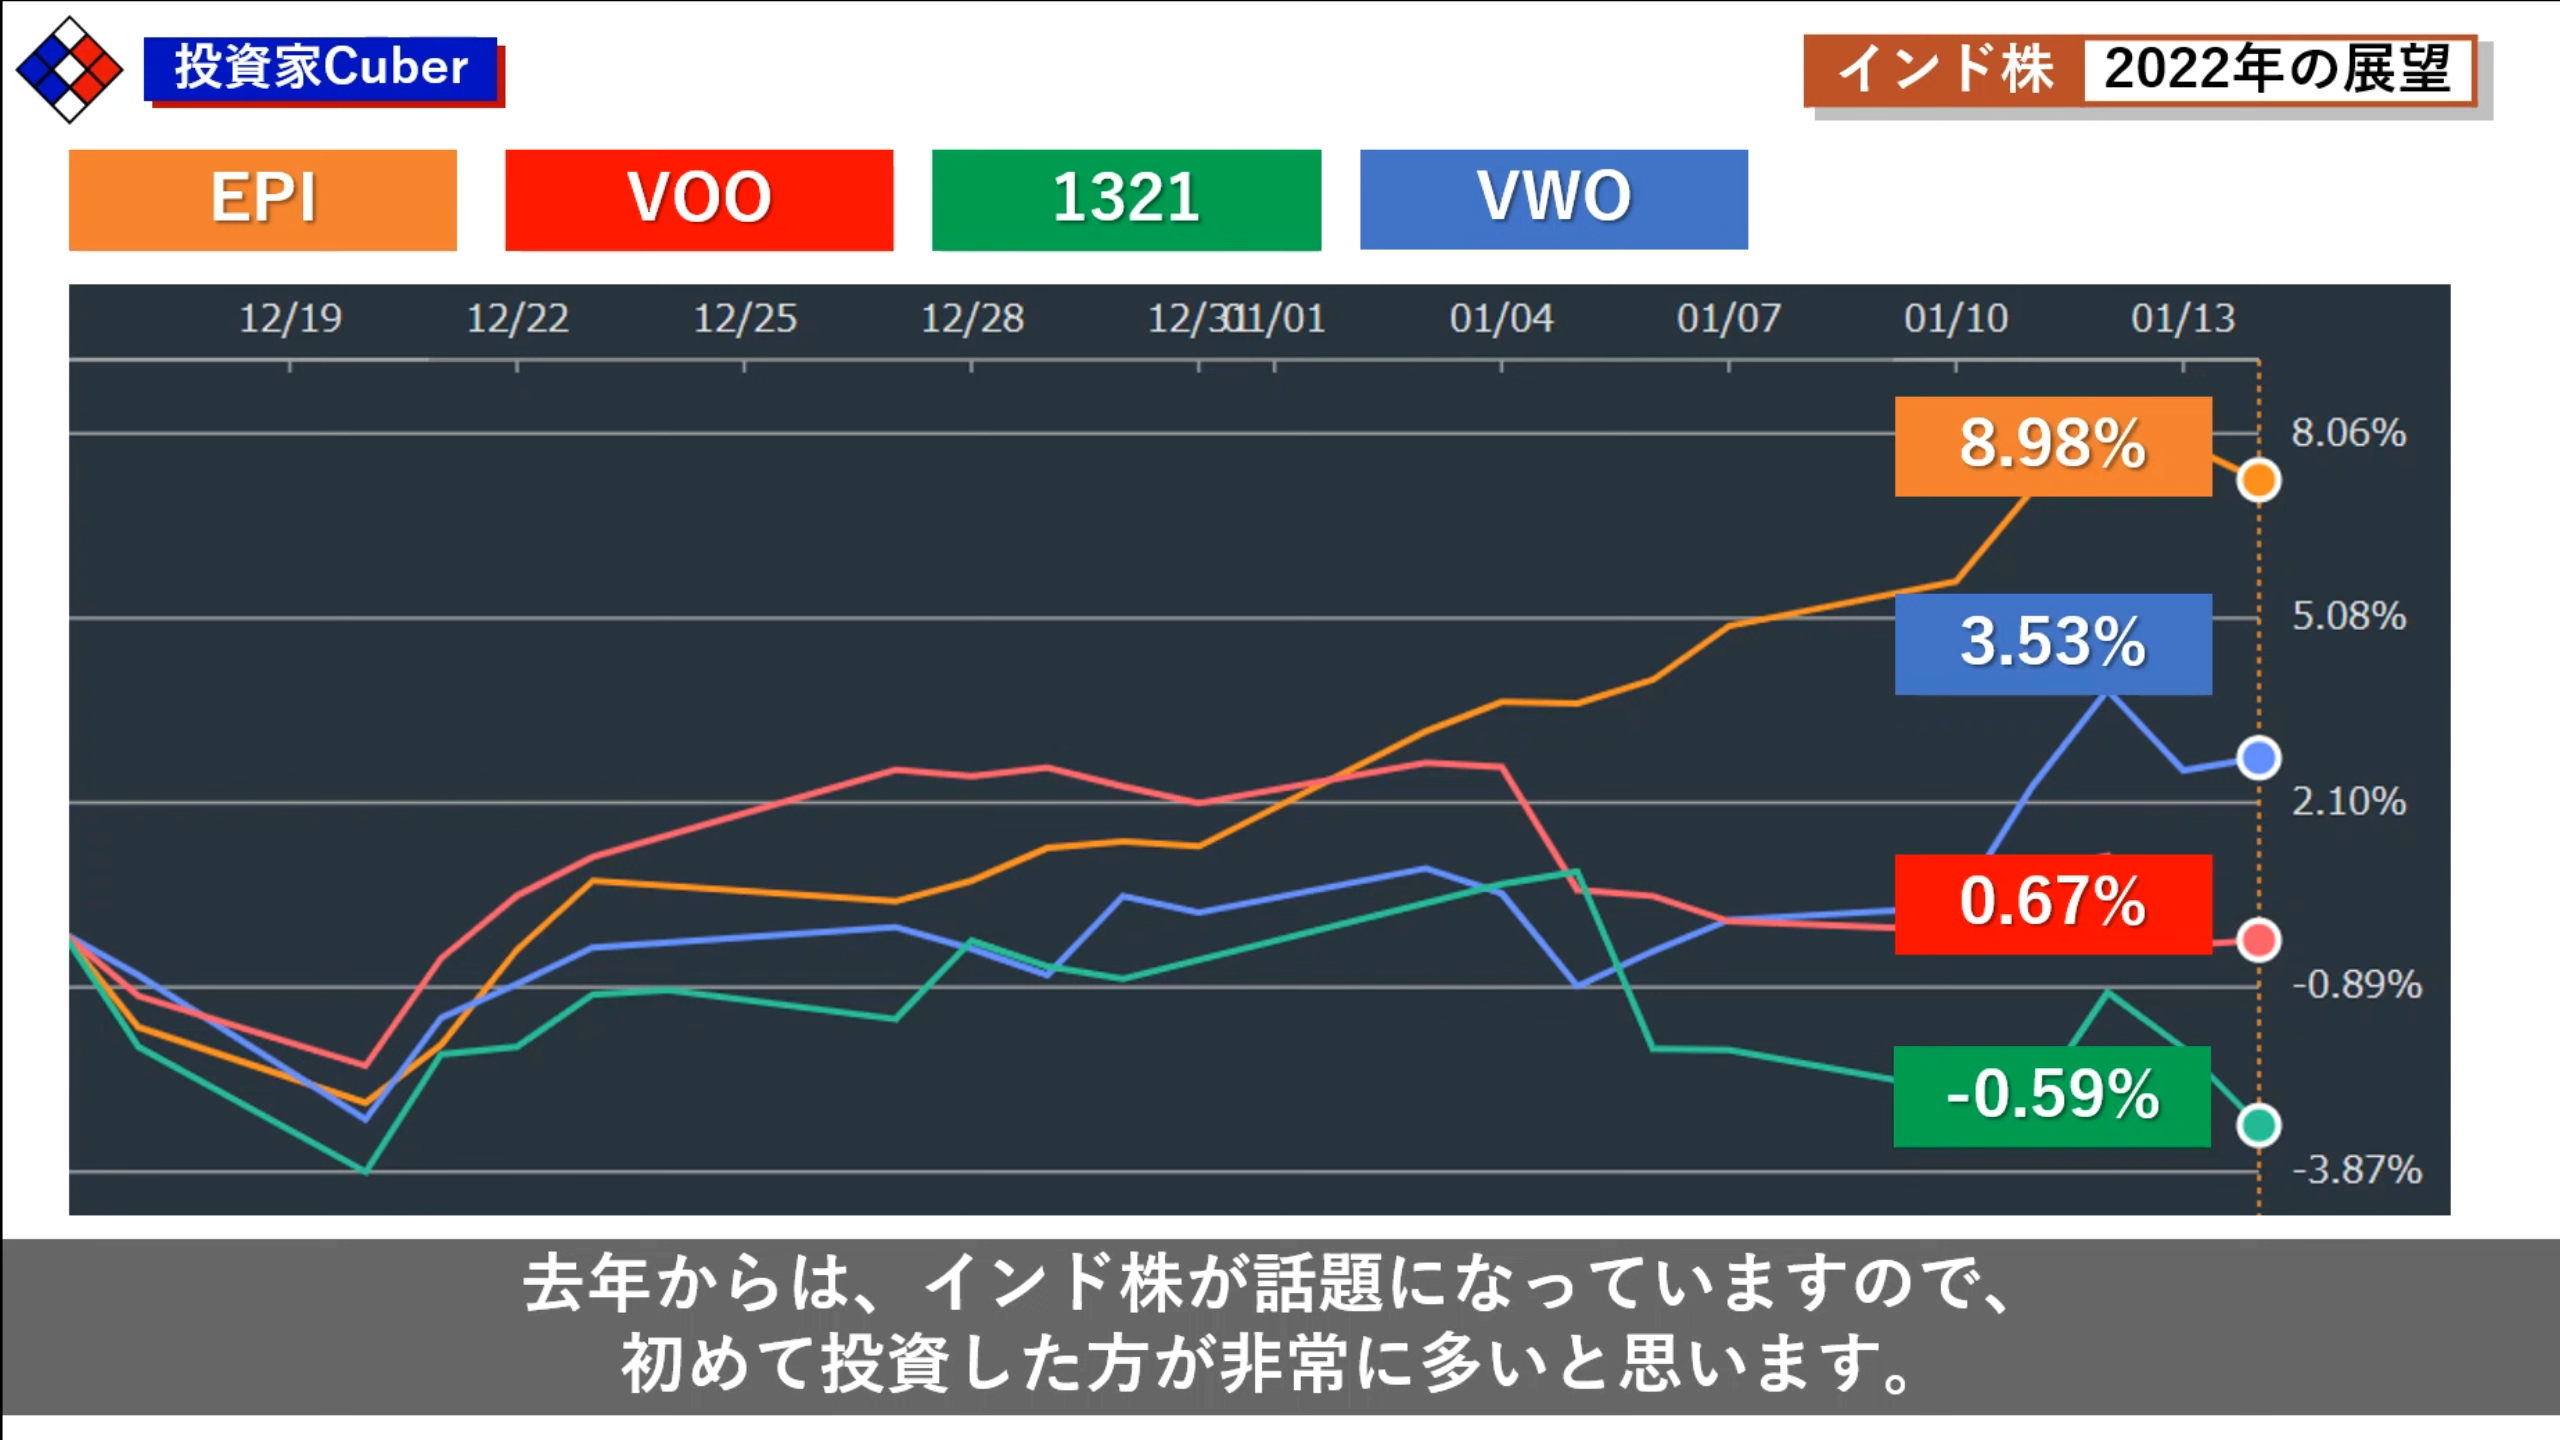 投資家Cuber
インド株 2022年の展望
EPI VOO 1321 VWO
12/19 12/22 12/25 12/28 12/31 01/01 01/04 01/07 01/10 01/13
8.98%
8.06%
5.08%
3.53%
2.10%
0.67%
-0.89%
-0.59%
-3.87%
去年からは、インド株が話題になっていますので、
初めて投資した方が非常に多いと思います。